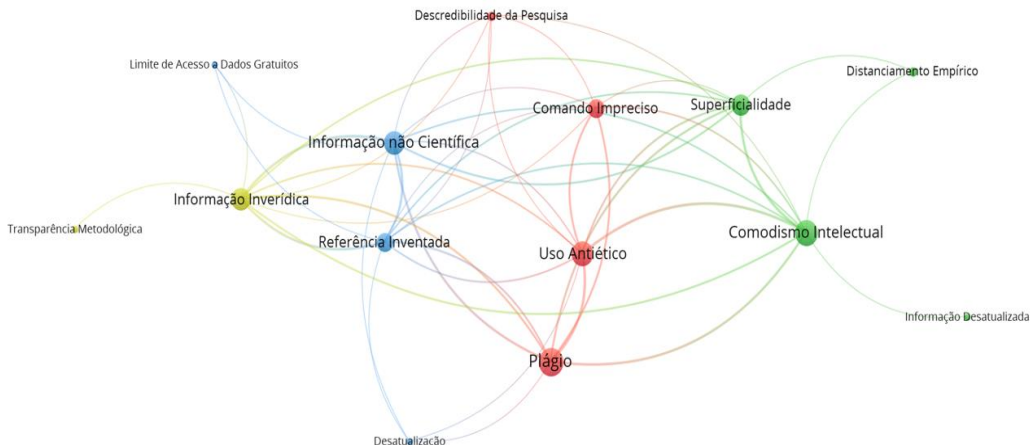 Descredibilidade da Pesquisa
Limite de Acesso a Dados Gratuitos
Distanciamento Empírico
Comando Impreciso
Superficialidade
Informação não Científica
Informação Inverídica
Transparência Metodológica
Referência Inventada
Uso Antiético
Comodismo Intelectual
Informação Desatualizada
Plágio
Desatualização